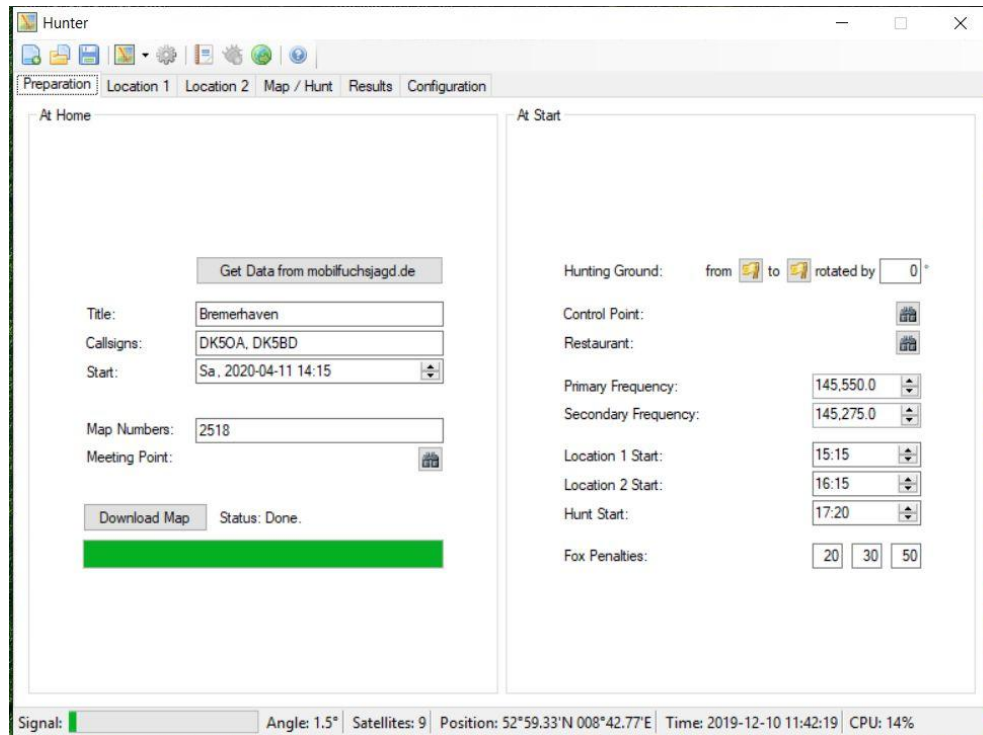 Hunter
Preparation Location 1 Location 2 Map / Hunt Results Configuration
At Home
Get Data from mobilfuchsjagd.de
Title: Bremerhaven
Callsigns: DK5OA, DK5BD
Start: Sa , 2020-04-11 14:15
Map Numbers: 2518
Meeting Point:
Download Map Status: Done.
At Start
Hunting Ground: from to rotated by 0 °
Control Point:
Restaurant:
Primary Frequency: 145,550.0
Secondary Frequency: 145,275.0
Location 1 Start: 15:15
Location 2 Start: 16:15
Hunt Start: 17:20
Fox Penalties: 20 30 50
Signal: Angle: 1.5° Satellites: 9 Position: 52°59.33'N 008°42.77'E Time: 2019-12-10 11:42:19 CPU: 14%